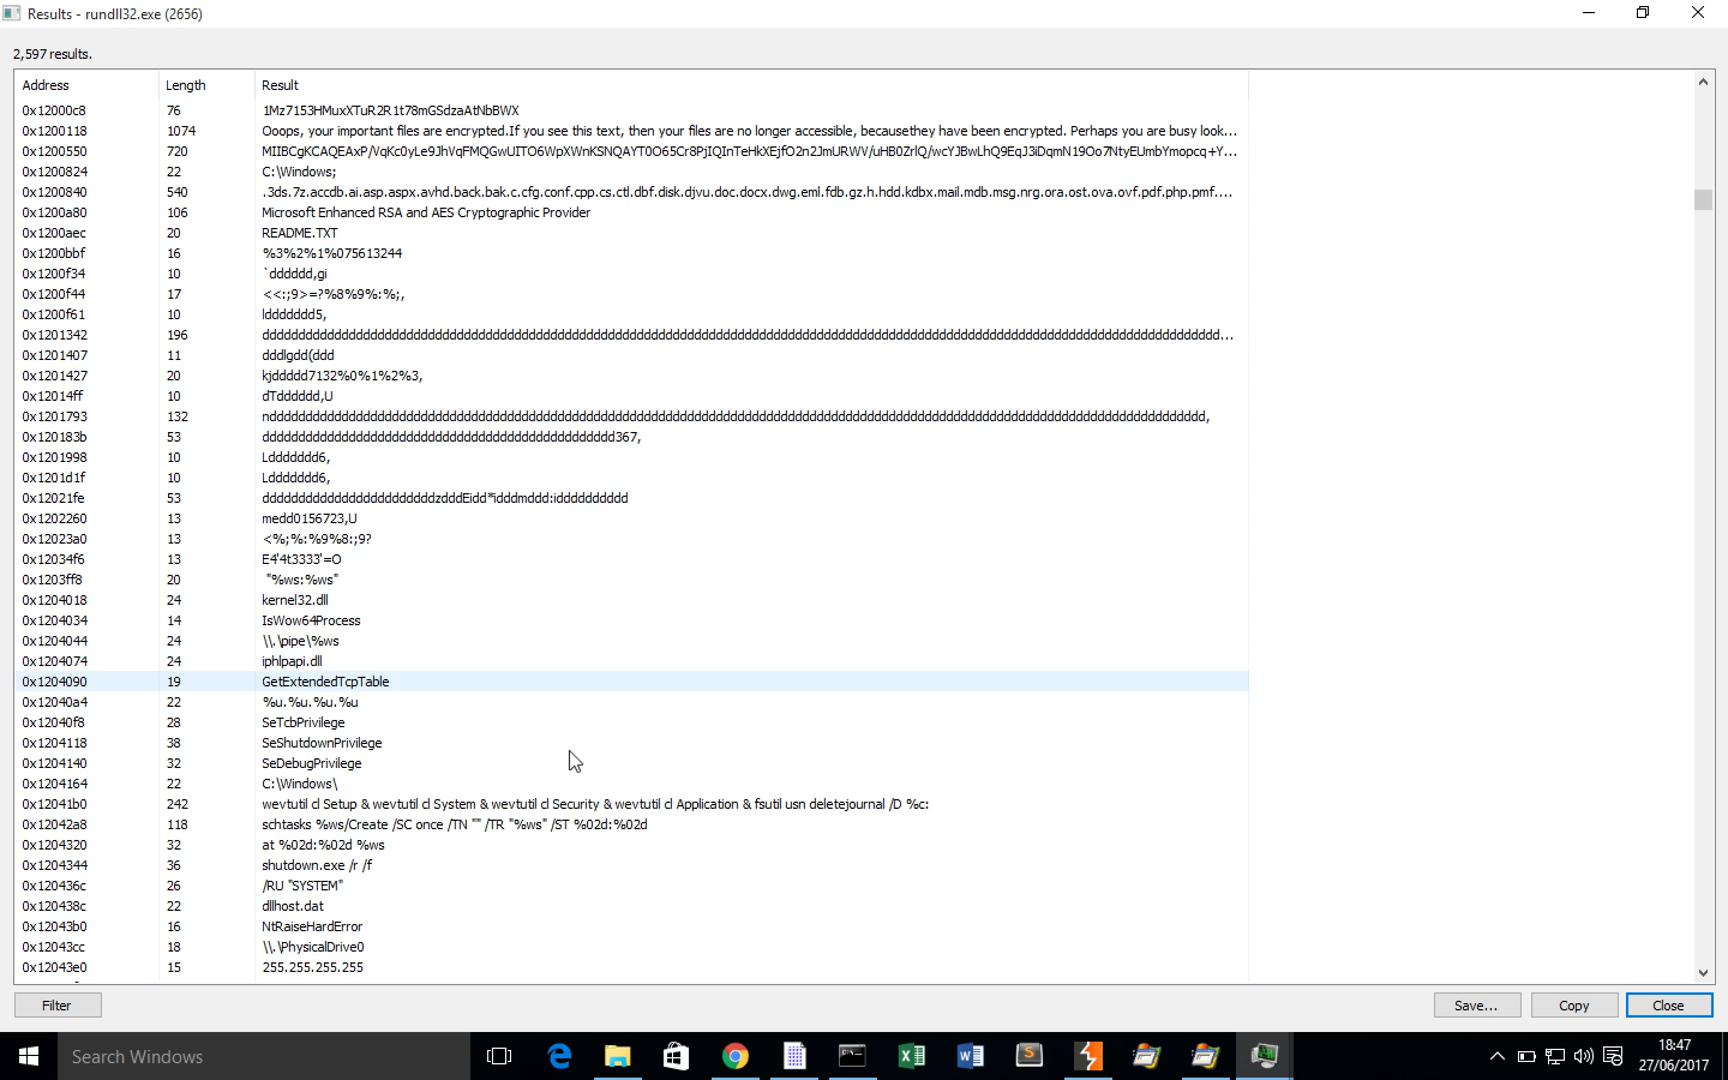 Results - rundll32.exe (2656)
2,597 results.
Address Length Result
0x12000c8 76 1Mz7153HMuxXTuR2R1t78mGSdzaAtNbBWX
0x1200118 1074 Ooops, your important files are encrypted.If you see this text, then your files are no longer accessible, becausethey have been encrypted. Perhaps you are busy look...
0x1200550 720 MIIBCgKCAQEAxP/VqKc0yLe9JhVqFMQGwUITO6WpXWnKSNQAYT0O65Cr8PjIQInTeHkXEjfO2n2JmURWV/uHB0ZrlQ/wcYJBwLhQ9EqJ3iDqmN19Oo7NtyEUmbYmopcq+Y...
0x1200824 22 C:\Windows;
0x1200840 540 .3ds.7z.accdb.ai.asp.aspx.avhd.back.bak.c.cfg.conf.cpp.cs.ctl.dbf.disk.djvu.doc.docx.dwg.eml.fdb.gz.h.hdd.kdbx.mail.mdb.msg.nrg.ora.ost.ova.ovf.pdf.php.pmf....
0x1200a80 106 Microsoft Enhanced RSA and AES Cryptographic Provider
0x1200aec 20 README.TXT
0x1200bbf 16 %3%2%1%075613244
0x1200f34 10 `dddddd,gi
0x1200f44 17 <<:;9>=?%8%9%:%;,
0x1200f61 10 lddddddd5,
0x1201342 196
0x1201407 11 dddlgdd(ddd
0x1201427 20 kjddddd7132%0%1%2%3,
0x12014ff 10 dTdddddd,U
0x1201793 132
0x120183b 53
0x1201998 10 Lddddddd6,
0x1201d1f 10 Lddddddd6,
0x12021fe 53
0x1202260 13 medd0156723,U
0x12023a0 13 <%;%:%9%8:;9?
0x12034f6 13 E4'4t3333'=O
0x1203ff8 20 "%ws:%ws"
0x1204018 24 kernel32.dll
0x1204034 14 IsWow64Process
0x1204044 24 \\.\pipe\%ws
0x1204074 24 iphlpapi.dll
0x1204090 19 GetExtendedTcpTable
0x12040a4 22 %u.%u.%u.%u
0x12040f8 28 SeTcbPrivilege
0x1204118 38 SeShutdownPrivilege
0x1204140 32 SeDebugPrivilege
0x1204164 22 C:\Windows\
0x12041b0 242 wevtutil cl Setup & wevtutil cl System & wevtutil cl Security & wevtutil cl Application & fsutil usn deletejournal /D %c:
0x12042a8 118 schtasks %ws/Create /SC once /TN "" /TR "%ws" /ST %02d:%02d
0x1204320 32 at %02d:%02d %ws
0x1204344 36 shutdown.exe /r /f
0x120436c 26 /RU "SYSTEM"
0x120438c 22 dllhost.dat
0x12043b0 16 NtRaiseHardError
0x12043cc 18 \\.\PhysicalDrive0
0x12043e0 15 255.255.255.255
Filter Save... Copy Close
Search Windows
18:47
27/06/2017